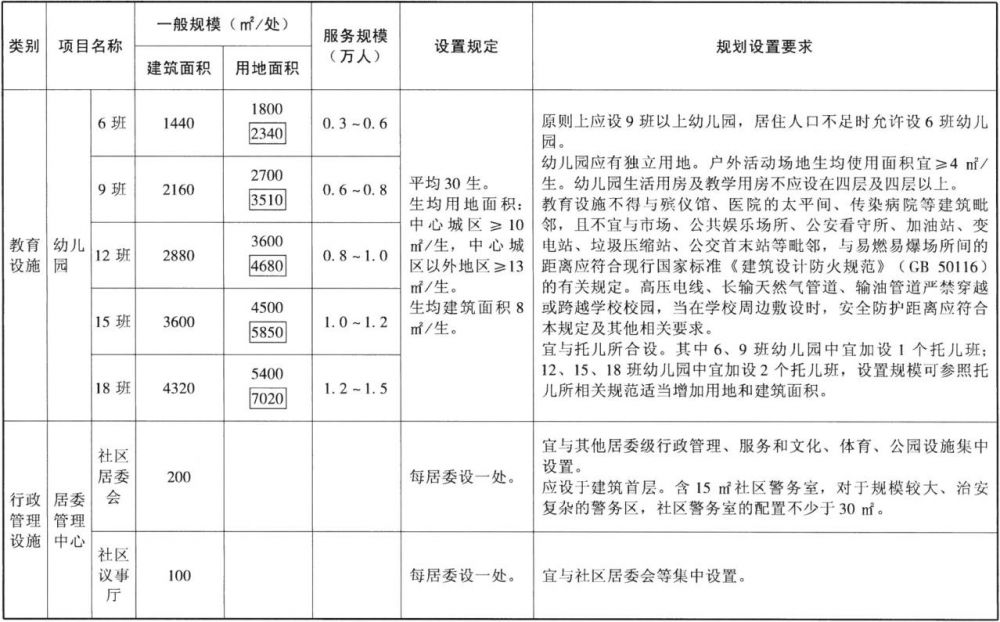 类别
项目名称
一般规模（㎡/处）
建筑面积
用地面积
服务规模
（万人）
设置规定
规划设置要求
教育
设施
幼儿
园
6 班
1440
1800
2340
0.3~0.6
9 班
2160
2700
3510
0.6~0.8
12 班
2880
3600
4680
0.8~1.0
15 班
3600
4500
5850
1.0~1.2
18 班
4320
5400
7020
1.2~1.5
平均30 生。
生均用地面积：
中心城区≥10
㎡/生，中心城
区以外地区≥13
㎡/生。
生均建筑面积 8
㎡/生。
原则上应设 9 班以上幼儿园，居住人口不足时允许设 6 班幼儿
园。
幼儿园应有独立用地。户外活动场地生均使用面积宜≥4 ㎡/
生。幼儿园生活用房及教学用房不应设在四层及四层以上。
教育设施不得与殡仪馆、医院的太平间、传染病院等建筑毗
邻，且不宜与市场、公共娱乐场所、公安看守所、加油站、变
电站、垃圾压缩站、公交首末站等毗邻，与易燃易爆场所间的
距离应符合现行国家标准《建筑设计防火规范》（GB 50116）
的有关规定。高压电线、长输天然气管道、输油管道严禁穿越
或跨越学校校园，当在学校周边敷设时，安全防护距离应符合
本规定及其他相关要求。
宜与托儿所合设。其中 6、9 班幼儿园中宜加设 1 个托儿班；
12、15、18 班幼儿园中宜加设 2 个托儿班，设置规模可参照托
儿所相关规范适当增加用地和建筑面积。
行政
管理
设施
居委
管理
中心
社区
居委
会
200
每居委设一处。
宜与其他居委级行政管理、服务和文化、体育、公园设施集中
设置。
应设于建筑首层。含 15 ㎡社区警务室，对于规模较大、治安
复杂的警务区，社区警务室的配置不少于 30 ㎡。
社区
议事
厅
100
每居委设一处。
宜与社区居委会等集中设置。